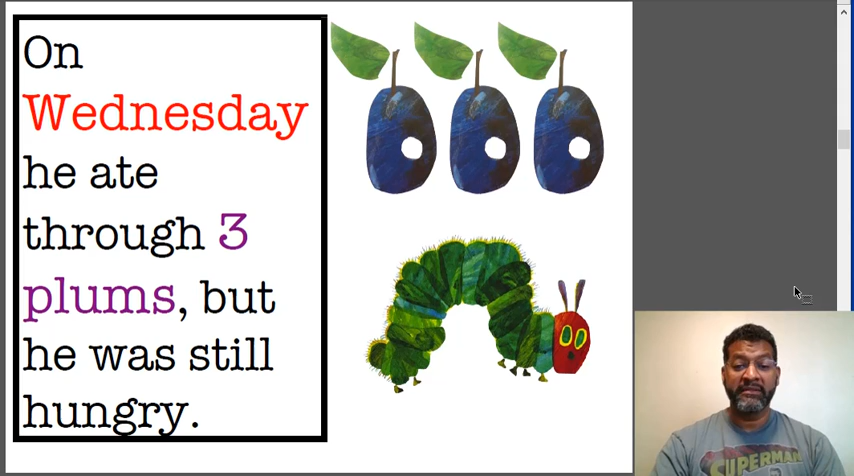 On
Wednesday
he ate
through 3
plums, but
he was still
hungry.
SUPERMAN